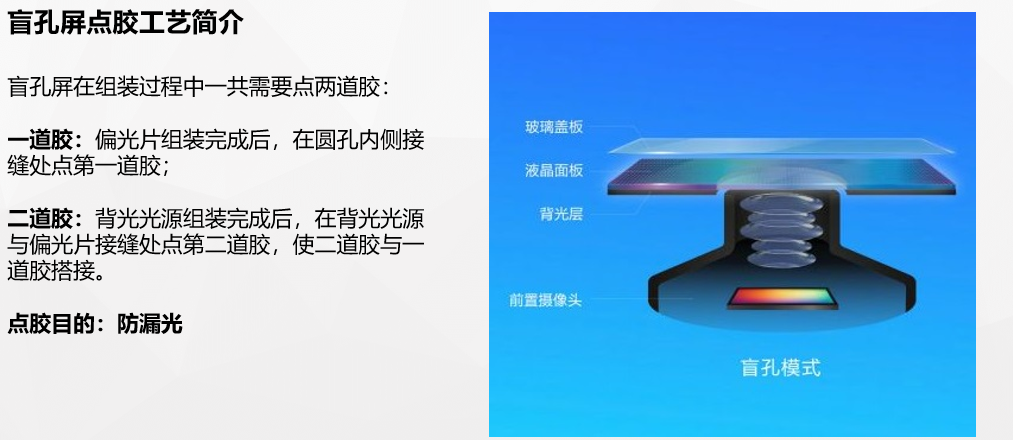 盲孔屏点胶工艺简介
盲孔屏在组装过程中一共需要点两道胶：
一道胶：偏光片组装完成后，在圆孔内侧接
缝处点第一道胶；
二道胶：背光光源组装完成后，在背光光源
与偏光片接缝处点第二道胶，使二道胶与一
道胶搭接。
点胶目的：防漏光
玻璃盖板
液晶面板
背光层
前置摄像头
盲孔模式